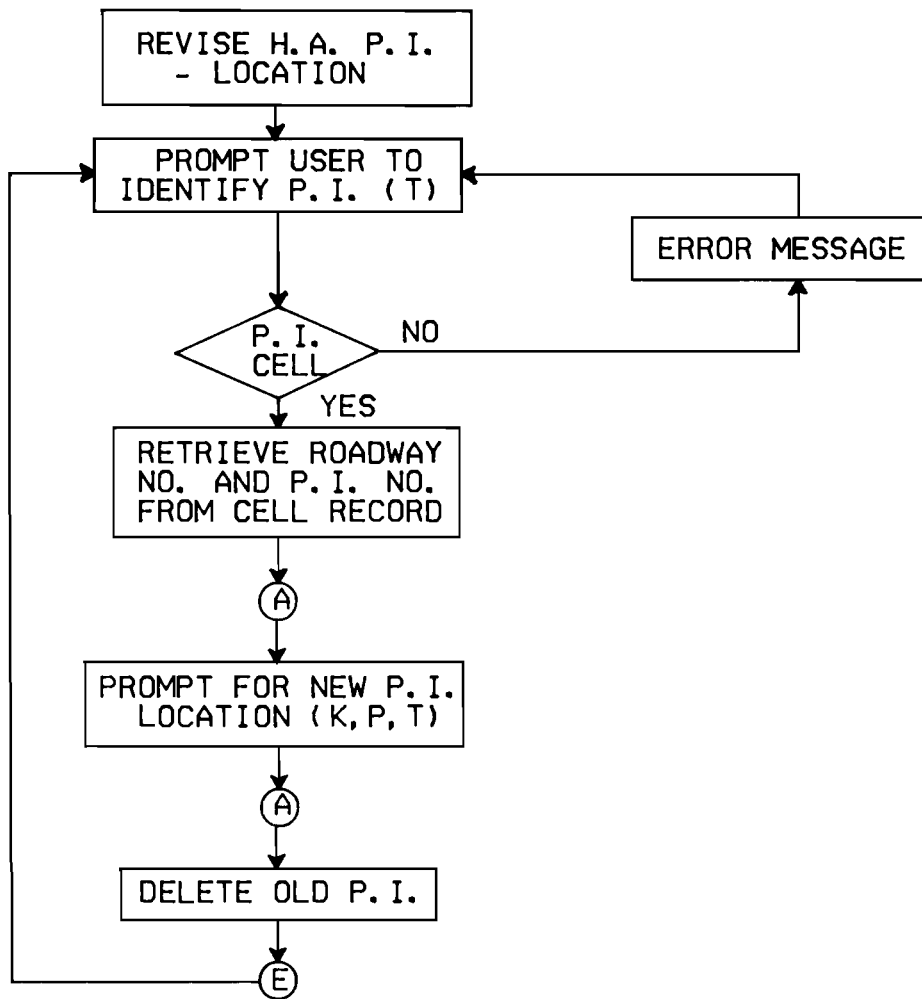 REVISE H.A. P.I.
- LOCATION
PROMPT USER TO
IDENTIFY P.I. (T)
ERROR MESSAGE
P.I.
CELL
NO
YES
RETRIEVE ROADWAY
NO. AND P.I. NO.
FROM CELL RECORD
A
PROMPT FOR NEW P.I.
LOCATION (K,P,T)
A
DELETE OLD P.I.
E